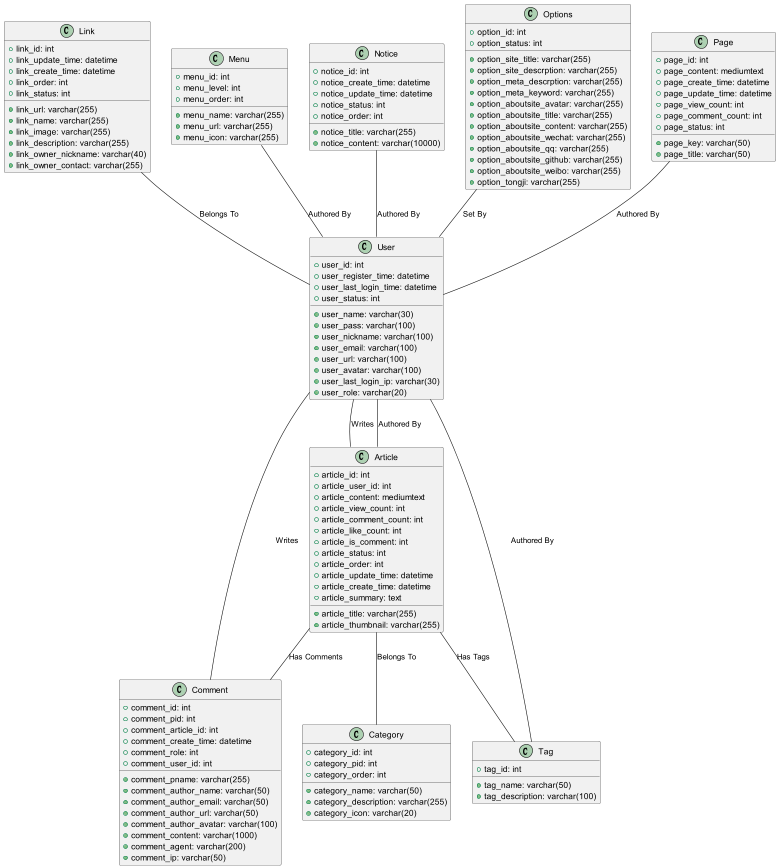 C Link
link_id: int
link_update_time: datetime
link_create_time: datetime
link_order: int
link_status: int
link_url: varchar(255)
link_name: varchar(255)
link_image: varchar(255)
link_description: varchar(255)
link_owner_nickname: varchar(40)
link_owner_contact: varchar(255)
C Menu
menu_id: int
menu_level: int
menu_order: int
menu_name: varchar(255)
menu_url: varchar(255)
menu_icon: varchar(255)
C Notice
notice_id: int
notice_create_time: datetime
notice_update_time: datetime
notice_status: int
notice_order: int
notice_title: varchar(255)
notice_content: varchar(10000)
C Options
option_id: int
option_status: int
option_site_title: varchar(255)
option_site_descrption: varchar(255)
option_meta_descrption: varchar(255)
option_meta_keyword: varchar(255)
option_aboutsite_avatar: varchar(255)
option_aboutsite_title: varchar(255)
option_aboutsite_content: varchar(255)
option_aboutsite_wechat: varchar(255)
option_aboutsite_qq: varchar(255)
option_aboutsite_github: varchar(255)
option_aboutsite_weibo: varchar(255)
option_tongji: varchar(255)
C Page
page_id: int
page_content: mediumtext
page_create_time: datetime
page_update_time: datetime
page_view_count: int
page_comment_count: int
page_status: int
page_key: varchar(50)
page_title: varchar(50)
Belongs To
Authored By
Authored By
Set By
Authored By
C User
user_id: int
user_register_time: datetime
user_last_login_time: datetime
user_status: int
user_name: varchar(30)
user_pass: varchar(100)
user_nickname: varchar(100)
user_email: varchar(100)
user_url: varchar(100)
user_avatar: varchar(100)
user_last_login_ip: varchar(30)
user_role: varchar(20)
Writes
Authored By
C Article
article_id: int
article_user_id: int
article_content: mediumtext
article_view_count: int
article_comment_count: int
article_like_count: int
article_is_comment: int
article_status: int
article_order: int
article_update_time: datetime
article_create_time: datetime
article_summary: text
article_title: varchar(255)
article_thumbnail: varchar(255)
Writes
Authored By
Has Comments
Belongs To
Has Tags
C Comment
comment_id: int
comment_pid: int
comment_article_id: int
comment_create_time: datetime
comment_role: int
comment_user_id: int
comment_pname: varchar(255)
comment_author_name: varchar(50)
comment_author_email: varchar(50)
comment_author_url: varchar(50)
comment_author_avatar: varchar(100)
comment_content: varchar(1000)
comment_agent: varchar(200)
comment_ip: varchar(50)
C Category
category_id: int
category_pid: int
category_order: int
category_name: varchar(50)
category_description: varchar(255)
category_icon: varchar(20)
C Tag
tag_id: int
tag_name: varchar(50)
tag_description: varchar(100)